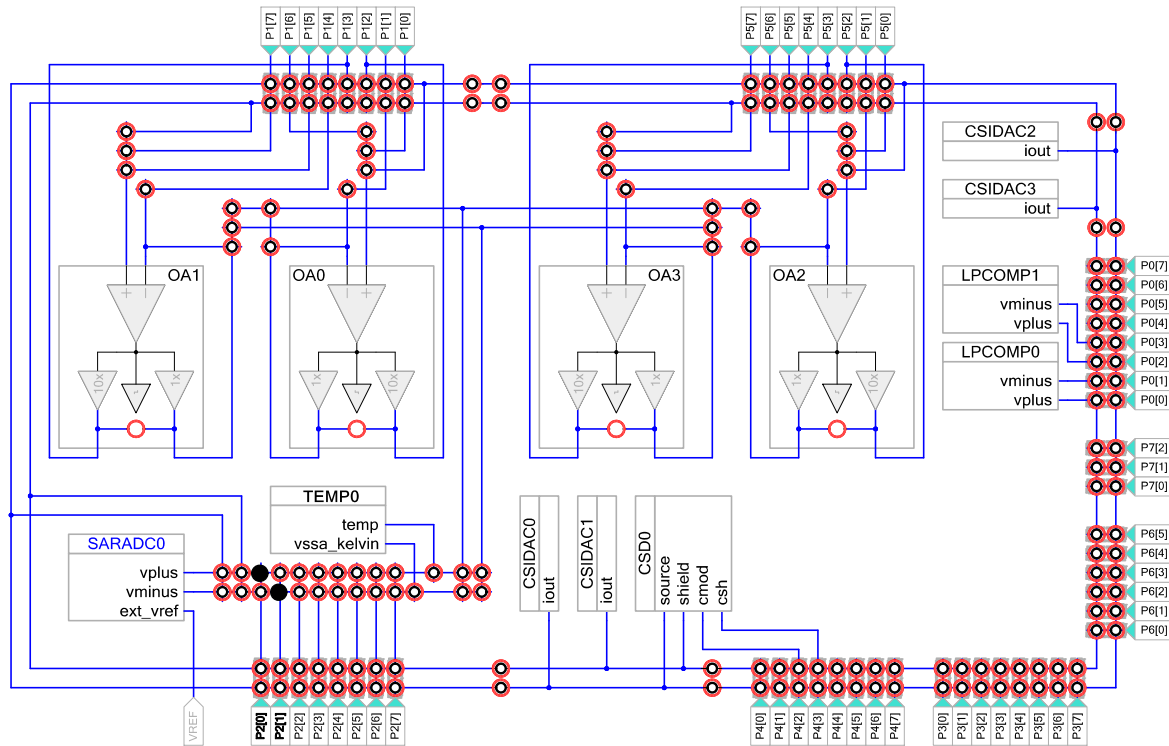 P1[7]
P1[6]
P1[5]
P1[4]
P1[3]
P1[2]
P1[1]
P1[0]
P5[7]
P5[6]
P5[5]
P5[4]
P5[3]
P5[2]
P5[1]
P5[0]
CSIDAC2
iout
CSIDAC3
iout
OA1
+
−
10x
1x
OA0
−
+
1x
10x
OA3
+
−
10x
1x
OA2
−
+
1x
10x
LPCOMP1
vminus
vplus
LPCOMP0
vminus
vplus
P0[7]
P0[6]
P0[5]
P0[4]
P0[3]
P0[2]
P0[1]
P0[0]
P7[2]
P7[1]
P7[0]
P6[5]
P6[4]
P6[3]
P6[2]
P6[1]
P6[0]
TEMP0
temp
vssa_kelvin
SARADC0
vplus
vminus
ext_vref
CSIDAC0
iout
CSIDAC1
iout
CSD0
source
shield
cmod
csh
VREF
P2[0]
P2[1]
P2[2]
P2[3]
P2[4]
P2[5]
P2[6]
P2[7]
P4[0]
P4[1]
P4[2]
P4[3]
P4[4]
P4[5]
P4[6]
P4[7]
P3[0]
P3[1]
P3[2]
P3[3]
P3[4]
P3[5]
P3[6]
P3[7]